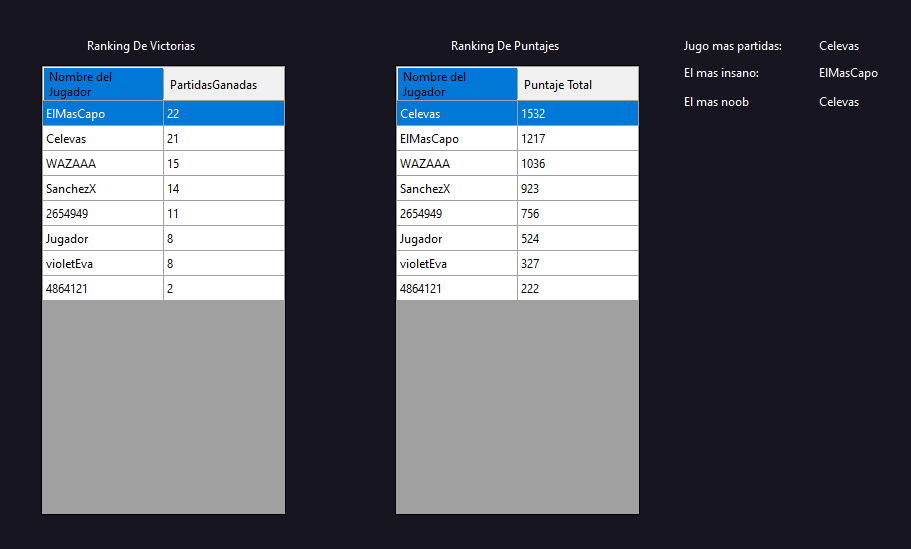 Ranking De Victorias
Nombre del
Jugador
PartidasGanadas
ElMasCapo 22
Celevas 21
WAZAAA 15
SanchezX 14
2654949 11
Jugador 8
violetEva 8
4864121 2
Ranking De Puntajes
Nombre del
Jugador
Puntaje Total
Celevas 1532
ElMasCapo 1217
WAZAAA 1036
SanchezX 923
2654949 756
Jugador 524
violetEva 327
4864121 222
Jugo mas partidas: Celevas
El mas insano: ElMasCapo
El mas noob Celevas